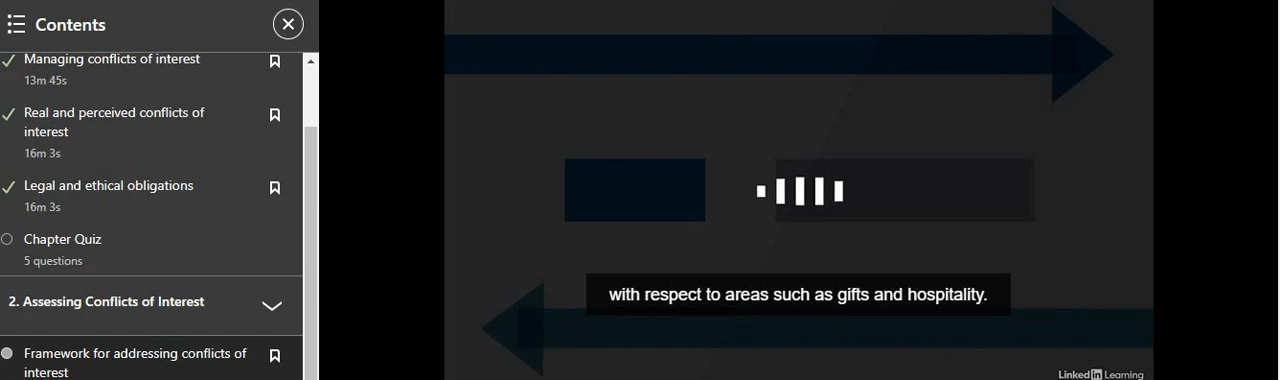 Contents
Managing conflicts of interest
13m 45s
Real and perceived conflicts of
interest
16m 3s
Legal and ethical obligations
16m 3s
Chapter Quiz
5 questions
2. Assessing Conflicts of Interest
Framework for addressing conflicts of
interest
with respect to areas such as gifts and hospitality.
Linked in Learning